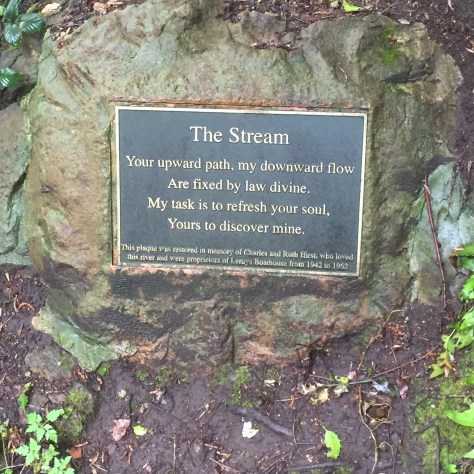 The Stream
Your upward path, my downward flow
Are fixed by law divine.
My task is to refresh your soul,
Yours to discover mine.
This plaque was restored in memory of Charles and Ruth Hirst, who loved
this river and were proprietors of Leroys Boathouse from 1942 to 1952